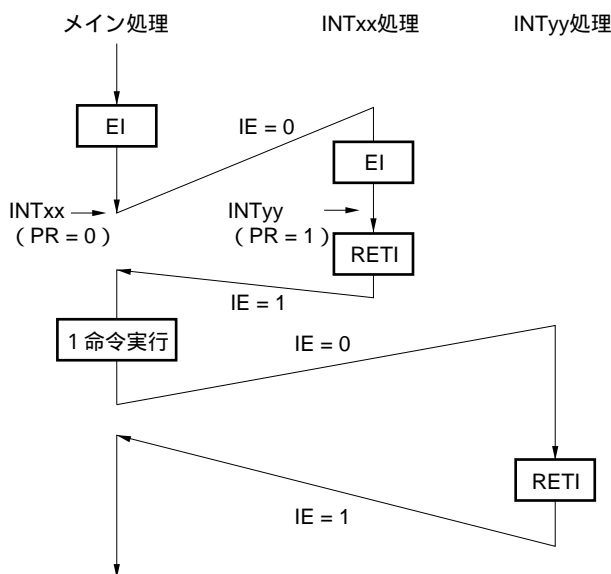 メイン処理 INTxx処理 INTyy処理
EI
IE = 0
EI
INTxx
（PR = 0）
INTyy
（PR = 1）
RETI
IE = 1
1 命令実行
IE = 0
RETI
IE = 1